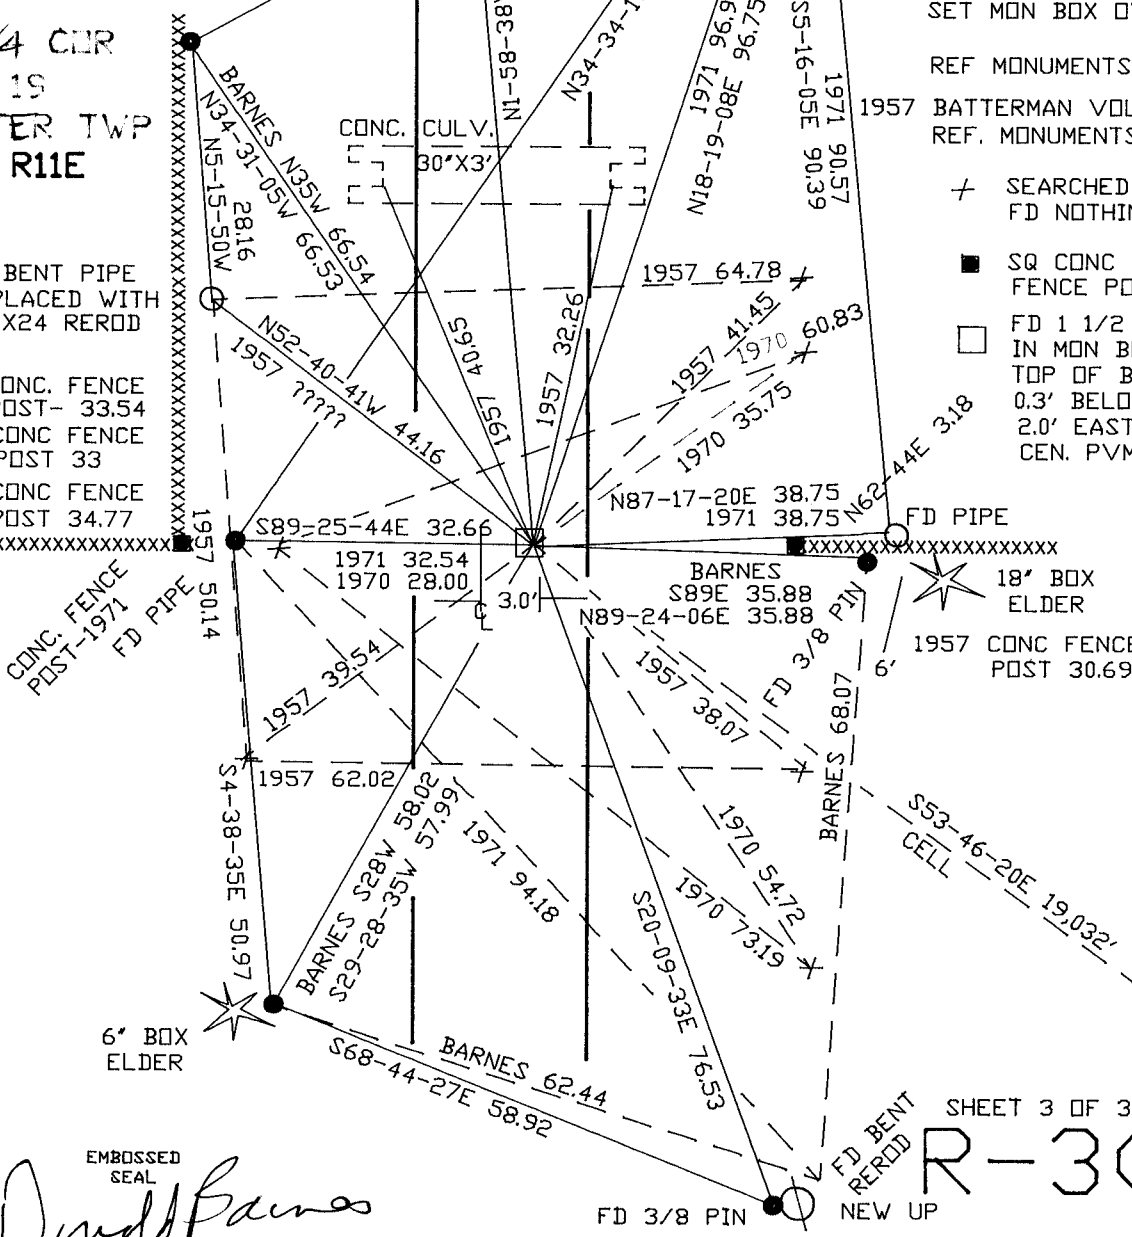 SET MON BOX
1/4 COR
19
TWP
R11E
REF MONUMENTS
1957 BATTERMAN
REF. MONUMENTS
SEARCHED
FD
SQ CONC
FENCE
FD 1 1/2
IN MON
TOP OF
0.3'
2.0' EAST
CEN.
N1-58-3
N34-34-1
1971 96.9
N18-19-08E 96.75
S5-16-05E 90.39
1971 90.57
CONC. CULV.
30"X3'
BARNES N35W 66.54
N34-31-05W 66.53
N5-15-50W
28.16
BENT PIPE
WITH
X24 REROD
1957 64.78
N52-40-41W 44.16
1957 ?????
1957 40.65
1957 32.26
1957 41.45
1970 60.83
1970 35.75
CONC. FENCE
POST- 33.54
CONC FENCE
POST 33
CONC FENCE
POST 34.77
N87-17-20E 38.75
1971 38.75
N62-44E 3.18
FD PIPE
S89-25-44E 32.66
1971 32.54
1970 28.00
CL
3.0'
BARNES
S89E 35.88
N89-24-06E 35.88
18" BOX
ELDER
1957 CONC FENCE
POST 30.69
6'
CONC. FENCE
POST-1971
FD PIPE
1957 50.14
FD 3/8 PIN
1957 39.54
1957 38.07
BARNES 68.07
1957 62.02
S4-38-35E 50.97
BARNES S28W 58.02
S29-28-35W 57.99
1971 94.18
1970 54.72
1970 73.19
S53-46-20E 19,032'
CELL
S20-09-33E 76.53
6" BOX
ELDER
BARNES 62.44
S68-44-27E 58.92
FD BENT
REROD
SHEET 3 OF 3
R-3
EMBOSSED
SEAL
FD 3/8 PIN
NEW UP